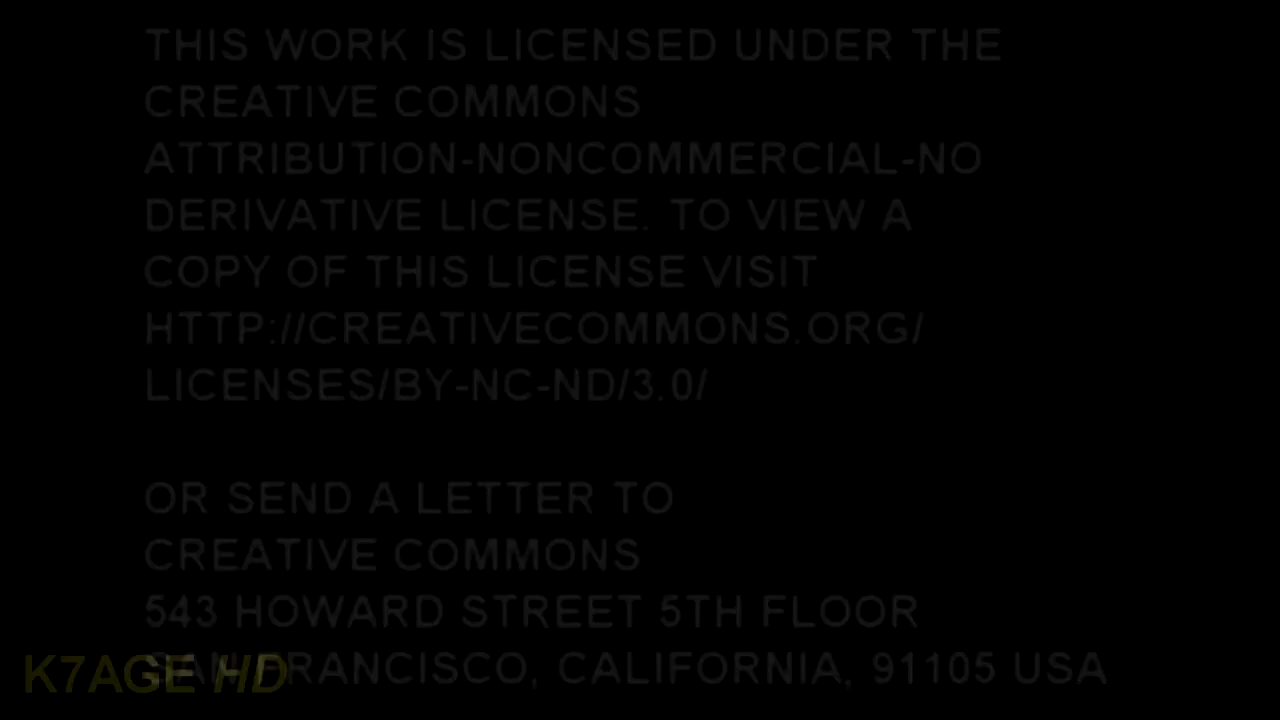 THIS WORK IS LICENSED UNDER THE
CREATIVE COMMONS
ATTRIBUTION-NONCOMMERCIAL-NO
DERIVATIVE LICENSE. TO VIEW A
COPY OF THIS LICENSE VISIT
HTTP://CREATIVECOMMONS.ORG/
LICENSES/BY-NC-ND/3.0/
OR SEND A LETTER TO
CREATIVE COMMONS
543 HOWARD STREET 5TH FLOOR
SAN FRANCISCO, CALIFORNIA, 91105 USA
K7AGE HD